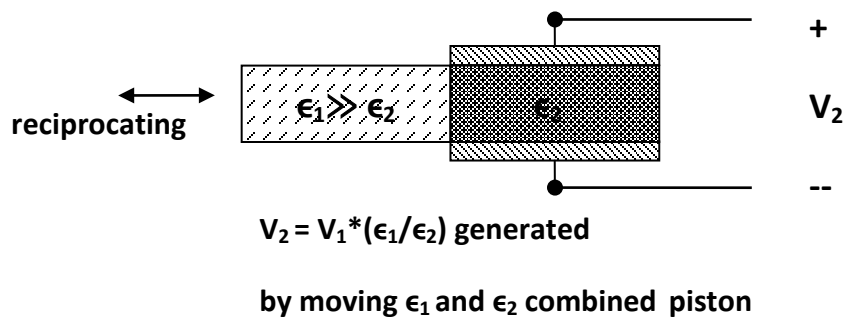 +
ϵ₁≫ ϵ₂
ϵ₂
reciprocating
V₂
--
V₂ = V₁*(ϵ₁/ϵ₂) generated
by moving ϵ₁ and ϵ₂ combined piston